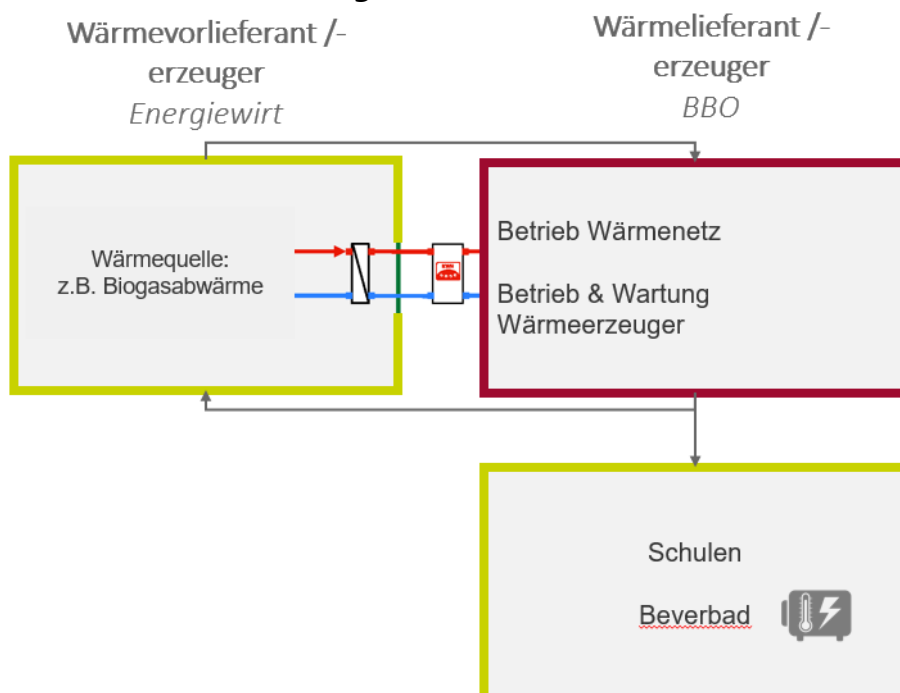 Wärmevorlieferant /-
erzeuger
Energiewirt
Wärmelieferant /-
erzeuger
BBO
Wärmequelle:
z.B. Biogasabwärme
Betrieb Wärmenetz
Betrieb & Wartung
Wärmeerzeuger
Schulen
Beverbad